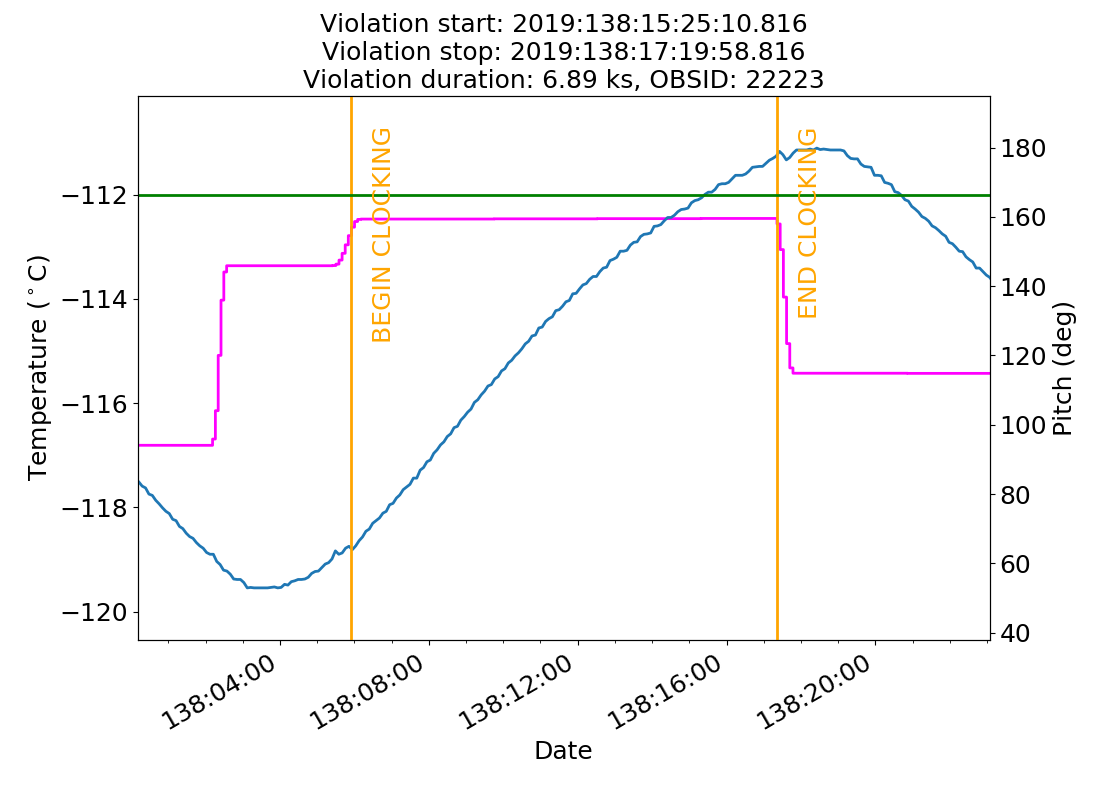 Violation start: 2019:138:15:25:10.816
Violation stop: 2019:138:17:19:58.816
Violation duration: 6.89 ks, OBSID: 22223
BEGIN CLOCKING
END CLOCKING
Temperature (°C)
−112
−114
−116
−118
−120
Pitch (deg)
180
160
140
120
100
80
60
40
138:04:00
138:08:00
138:12:00
138:16:00
138:20:00
Date